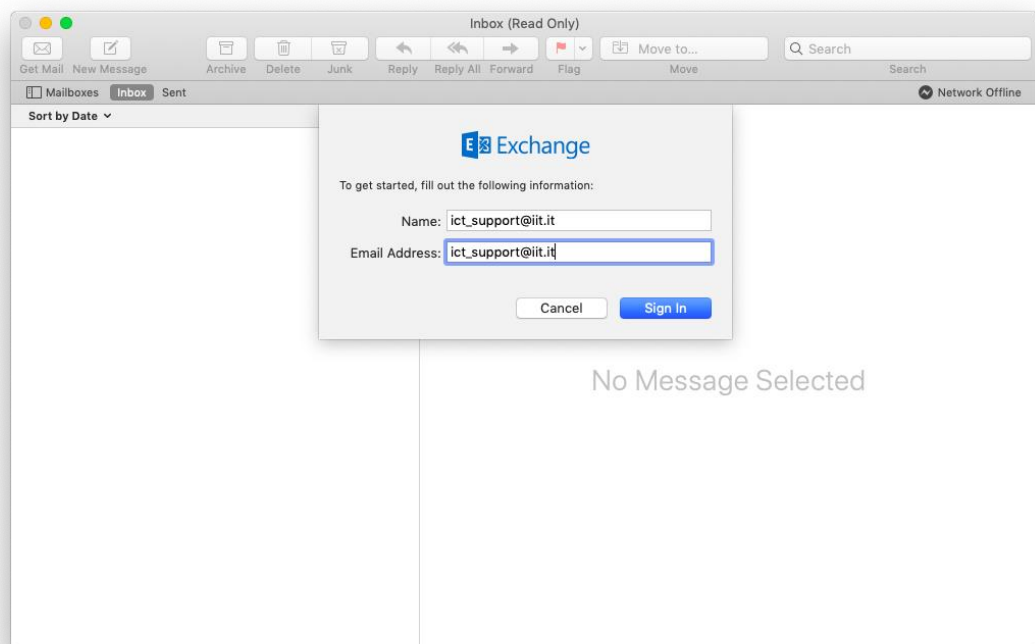 Inbox (Read Only)
Move to...
Search
Get Mail New Message Archive Delete Junk Reply Reply All Forward Flag Move Search
Mailboxes Inbox Sent Network Offline
Sort by Date
E Exchange
To get started, fill out the following information:
Name: ict_support@iit.it
Email Address: ict_support@iit.it
Cancel Sign In
No Message Selected